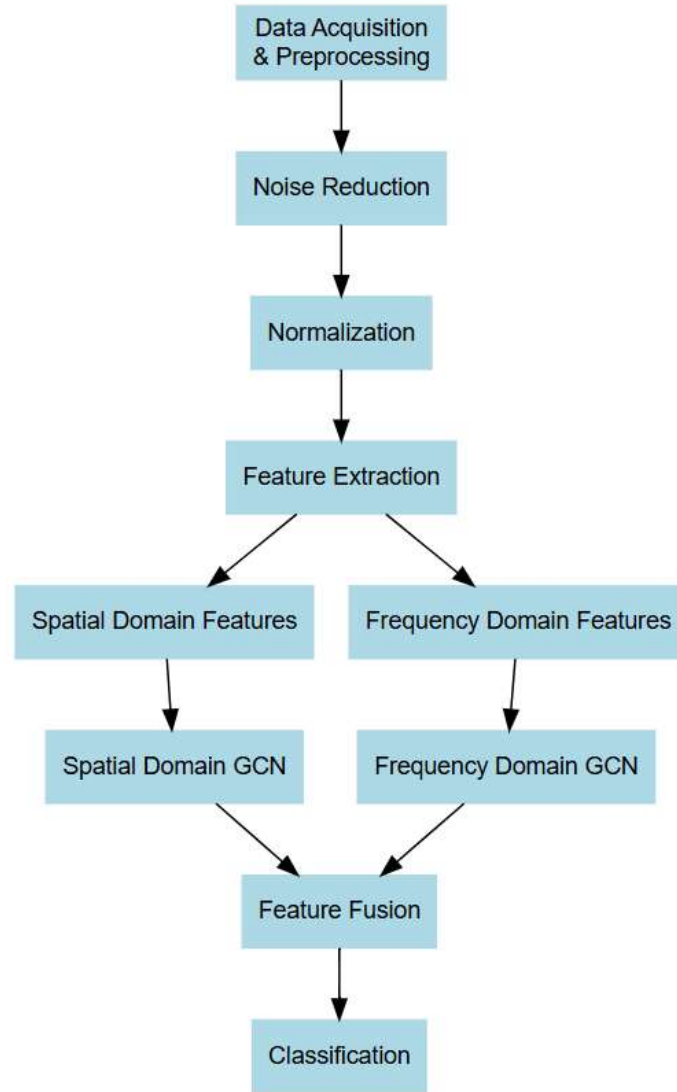 Data Acquisition
& Preprocessing
Noise Reduction
Normalization
Feature Extraction
Spatial Domain Features
Frequency Domain Features
Spatial Domain GCN
Frequency Domain GCN
Feature Fusion
Classification